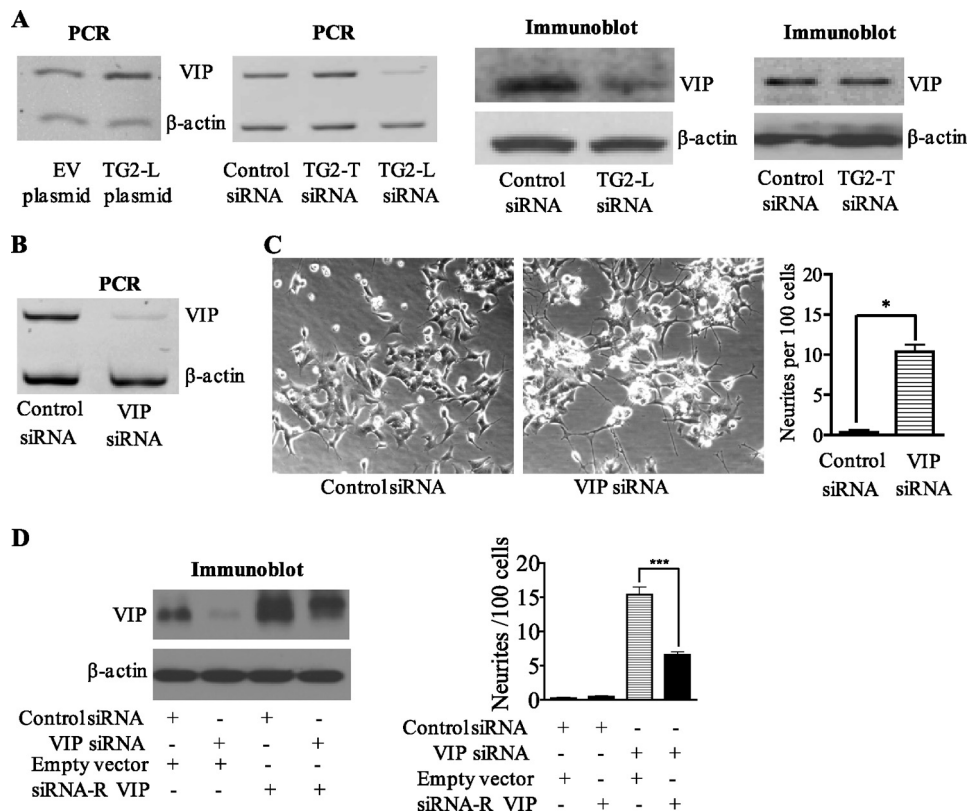 A
PCR
VIP
β-actin
EV plasmid
TG2-L plasmid
PCR
Control siRNA
TG2-T siRNA
TG2-L siRNA
Immunoblot
VIP
β-actin
Control siRNA
TG2-L siRNA
Immunoblot
VIP
β-actin
Control siRNA
TG2-T siRNA
B
PCR
VIP
β-actin
Control siRNA
VIP siRNA
C
Control siRNA
VIP siRNA
Neurites per 100 cells
20
15
10
5
0
*
Control siRNA
VIP siRNA
D
Immunoblot
VIP
β-actin
Control siRNA + - + -
VIP siRNA - + - +
Empty vector + + - -
siRNA-R VIP - - + +
Neurites /100 cells
20
15
10
5
0
***
Control siRNA + + - -
VIP siRNA - - + +
Empty vector + - + -
siRNA-R VIP - + - +